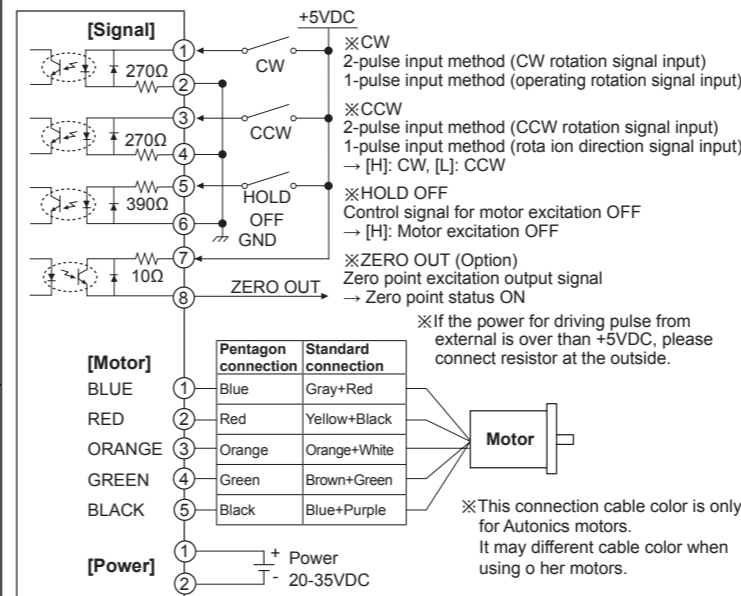 +5VDC
[Signal]
1
CW
270Ω
2
3
CCW
270Ω
4
5
HOLD
OFF
390Ω
6
GND
7
10Ω
8
ZERO OUT
※CW
2-pulse input method (CW rotation signal input)
1-pulse input method (operating rotation signal input)
※CCW
2-pulse input method (CCW rotation signal input)
1-pulse input method (rota ion direction signal input)
→ [H]: CW, [L]: CCW
※HOLD OFF
Control signal for motor excitation OFF
→ [H]: Motor excitation OFF
※ZERO OUT (Option)
Zero point excitation output signal
→ Zero point status ON
※If the power for driving pulse from
external is over than +5VDC, please
connect resistor at the outside.
[Motor]
Pentagon connection Standard connection
BLUE 1 Blue Gray+Red
RED 2 Red Yellow+Black
ORANGE 3 Orange Orange+White
GREEN 4 Green Brown+Green
BLACK 5 Black Blue+Purple
Motor
※This connection cable color is only
for Autonics motors.
It may different cable color when
using o her motors.
[Power]
1
+
Power
20-35VDC
-
2